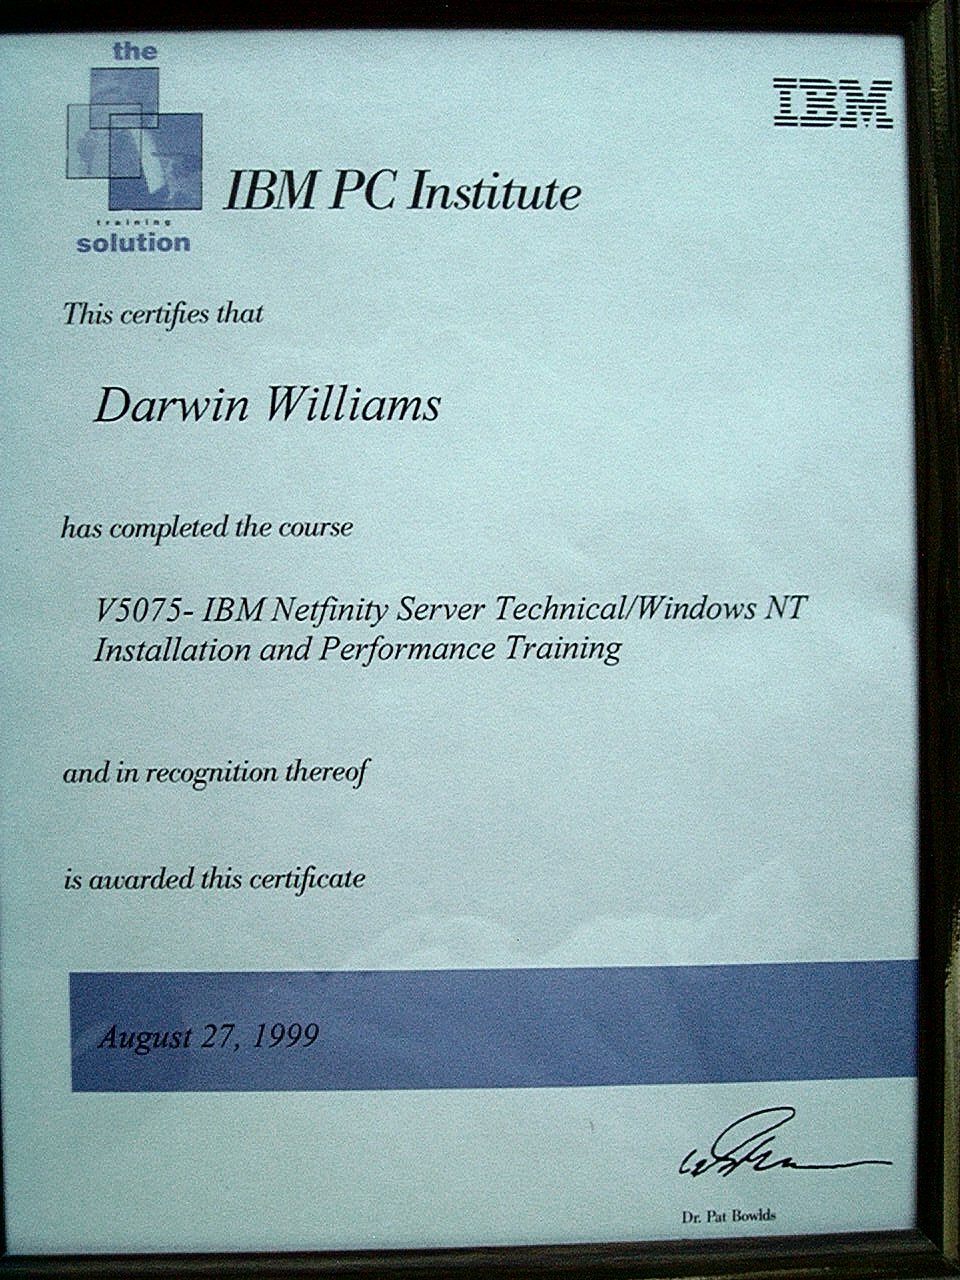 the
training
solution
IBM
IBM PC Institute
This certifies that
Darwin Williams
has completed the course
V5075- IBM Netfinity Server Technical/Windows NT
Installation and Performance Training
and in recognition thereof
is awarded this certificate
August 27, 1999
Dr. Pat Bowlds